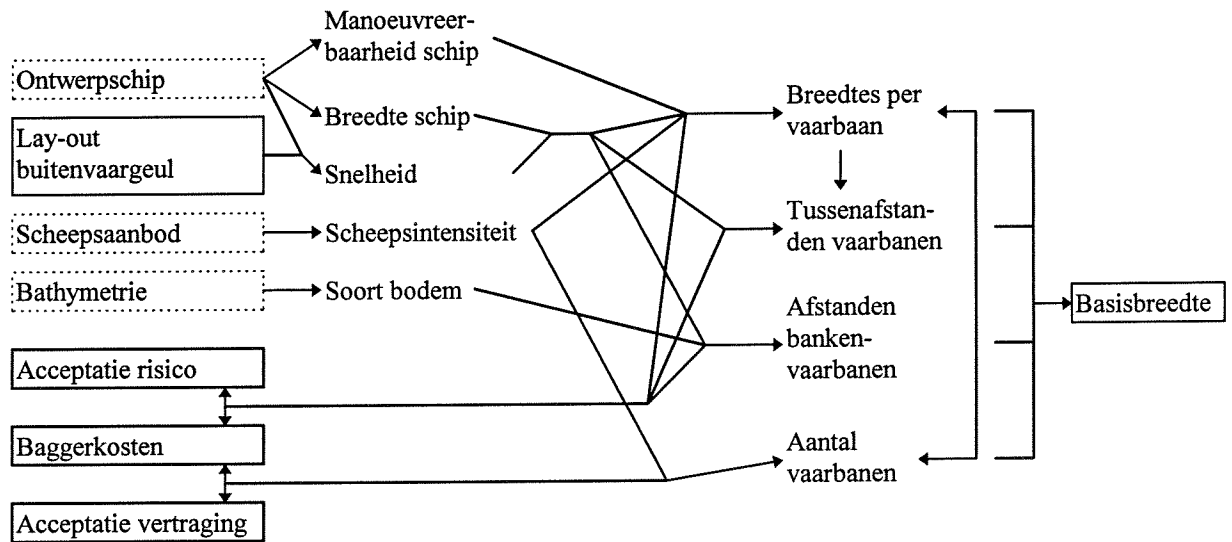 Manoeuvreer-
baarheid schip
Ontwerpschip
Breedte schip
Lay-out
buitenvaargeul
Snelheid
Scheepsaanbod
Scheepsintensiteit
Bathymetrie
Soort bodem
Acceptatie risico
Baggerkosten
Acceptatie vertraging
Breedtes per
vaarbaan
Tussenafstan-
den vaarbanen
Afstanden
banken-
vaarbanen
Aantal
vaarbanen
Basisbreedte